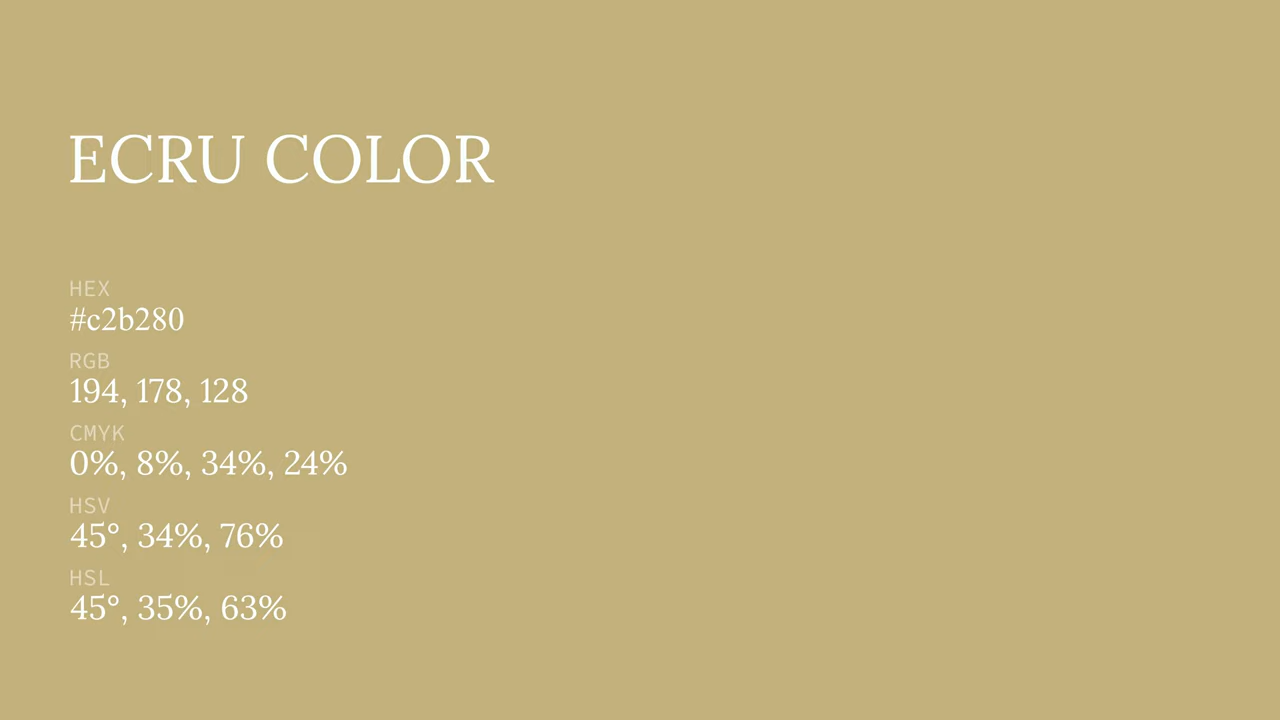 ECRU COLOR
HEX
#c2b280
RGB
194, 178, 128
CMYK
0%, 8%, 34%, 24%
HSV
45°, 34%, 76%
HSL
45°, 35%, 63%